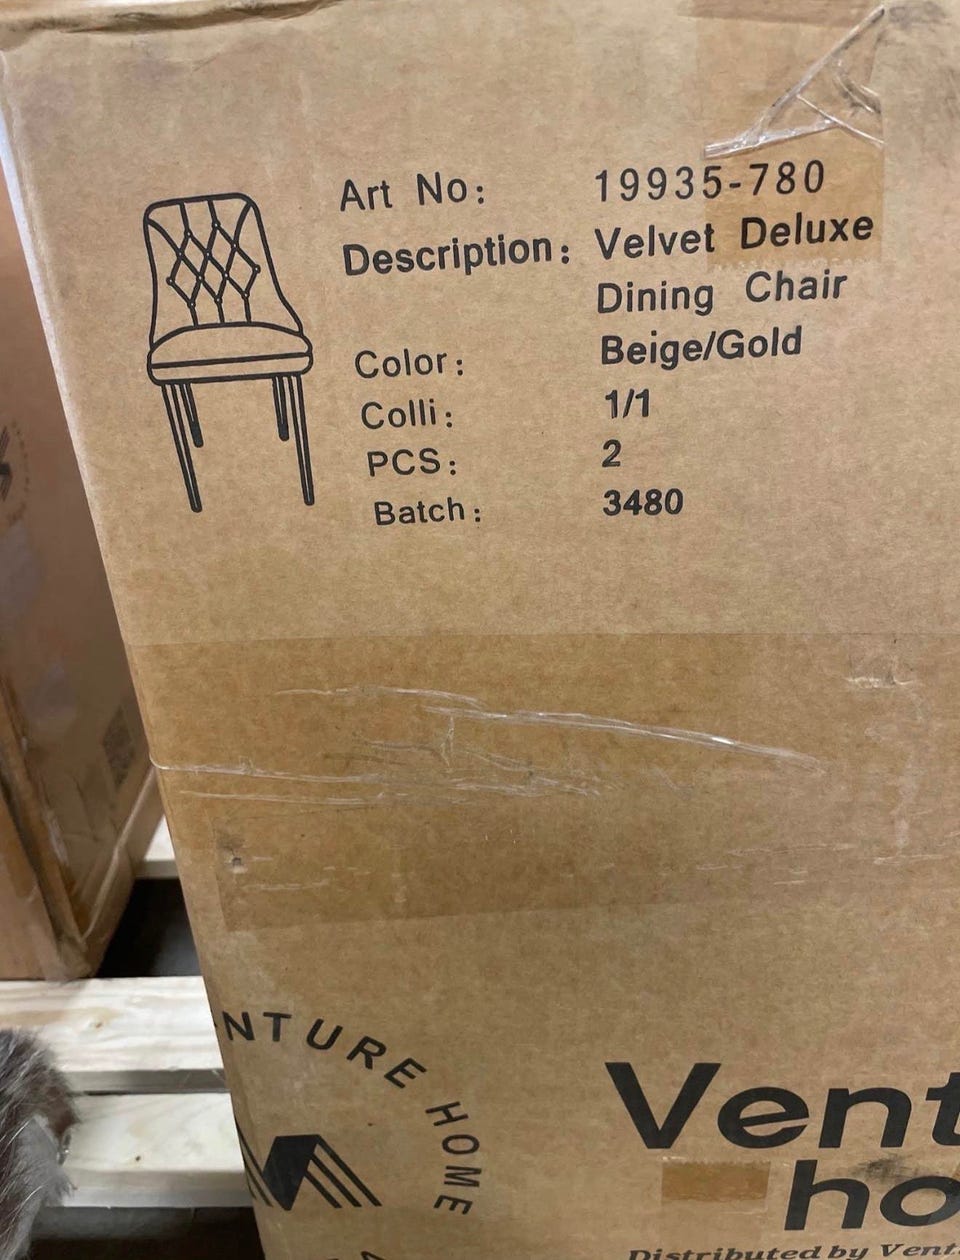 Art No: 19935-780
Description: Velvet Deluxe
Dining Chair
Color: Beige/Gold
Colli: 1/1
PCS: 2
Batch: 3480
NTURE HOME
Vent
ho
Distributed by Vent